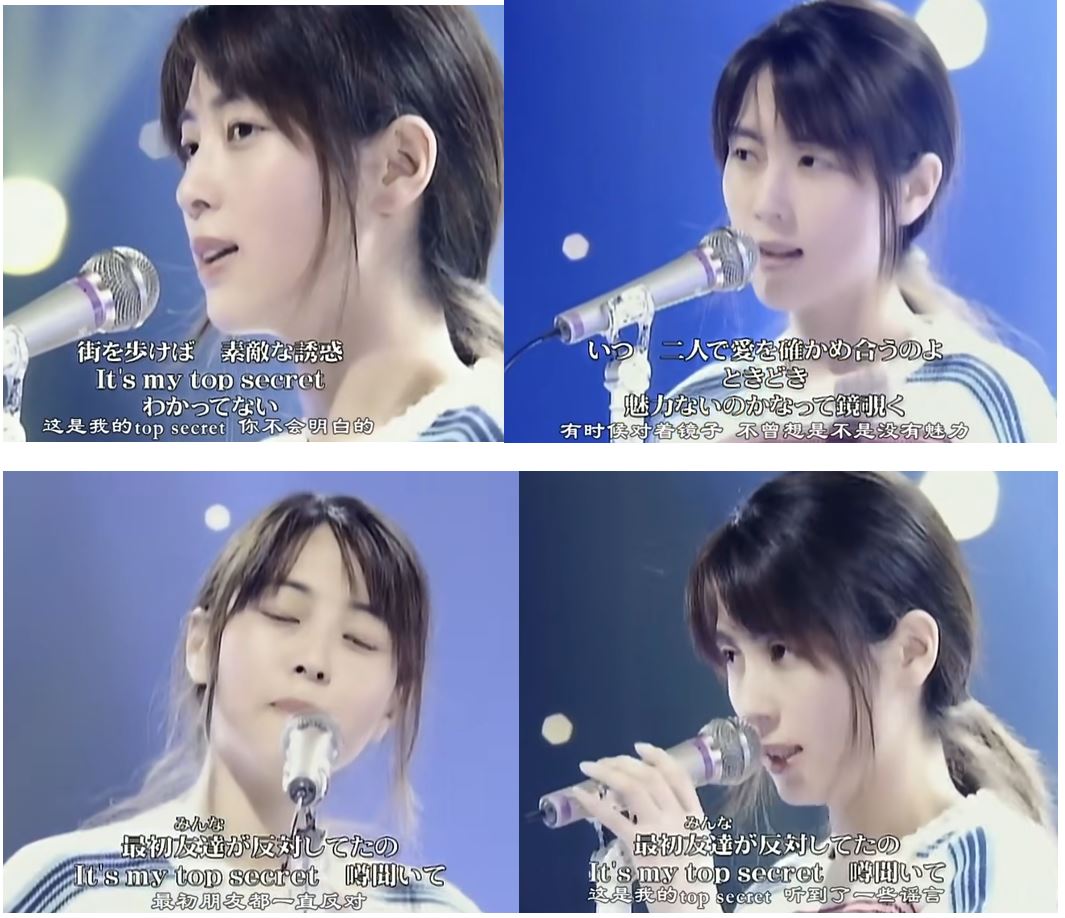 街を歩けば 素敵な誘惑
It's my top secret
わかってない
这是我的top secret 你不会明白的
いつ 二人で愛を確かめ合うのよ
ときどき
魅力ないのかなって鏡覗く
有时侯对着镜子 不曾想是不是没有魅力
みんな
最初友達が反対してたの
It's my top secret 噂聞いて
最初朋友都一直反对
みんな
最初友達が反対してたの
It's my top secret 噂聞いて
这是我的top secret 听到了一些谣言